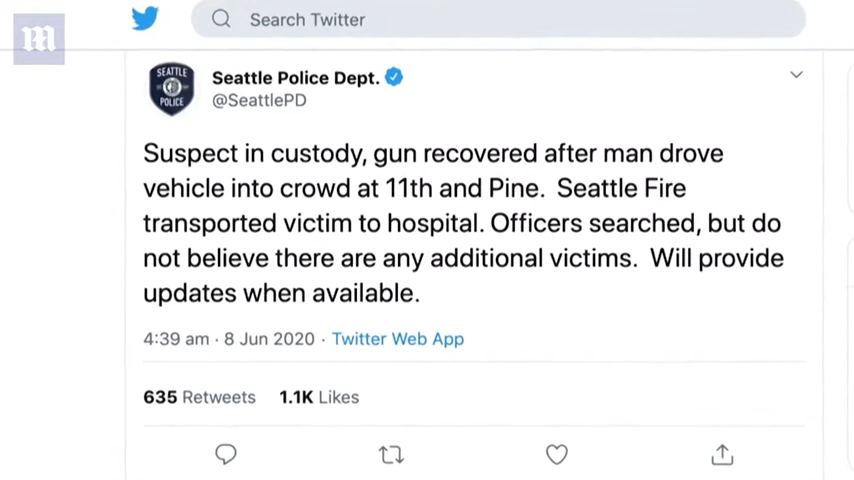 m
Search Twitter
SEATTLE
POLICE
Seattle Police Dept.
@SeattlePD
Suspect in custody, gun recovered after man drove
vehicle into crowd at 11th and Pine.  Seattle Fire
transported victim to hospital. Officers searched, but do
not believe there are any additional victims.  Will provide
updates when available.
4:39 am · 8 Jun 2020 · Twitter Web App
635 Retweets 1.1K Likes